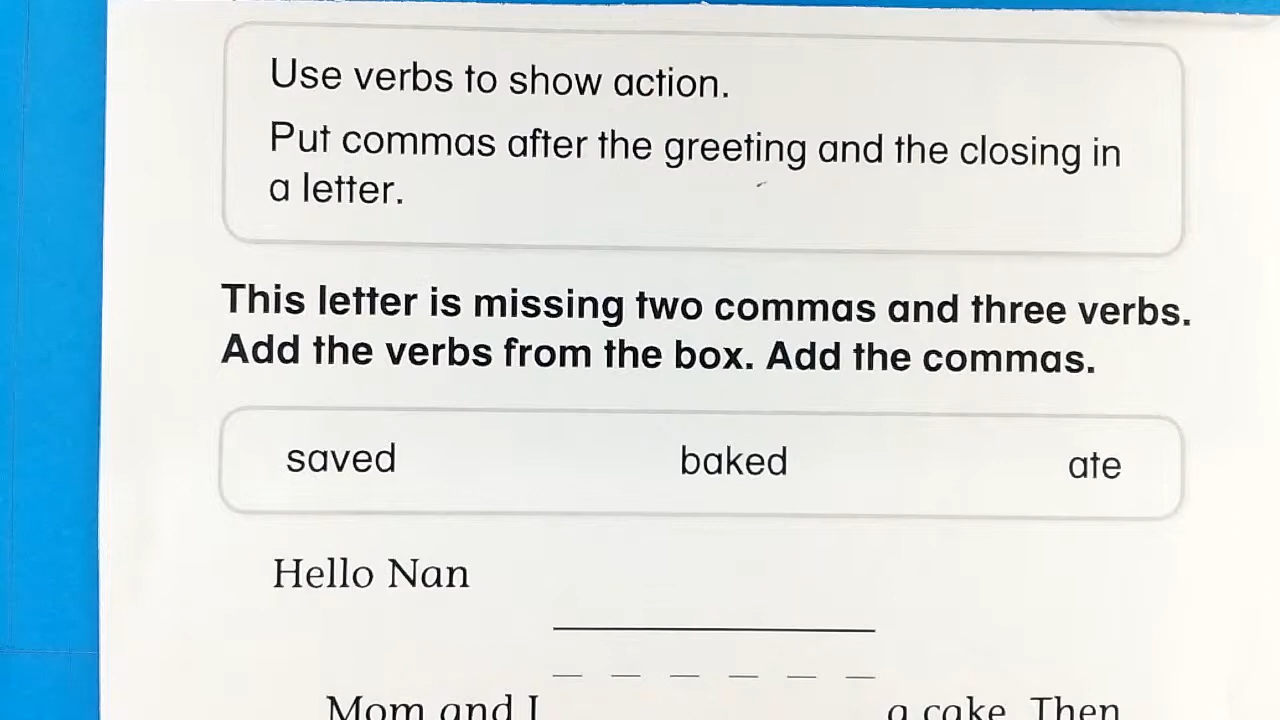 Use verbs to show action.
Put commas after the greeting and the closing in
a letter.
This letter is missing two commas and three verbs.
Add the verbs from the box. Add the commas.
saved baked ate
Hello Nan
Mom and I a cake. Then